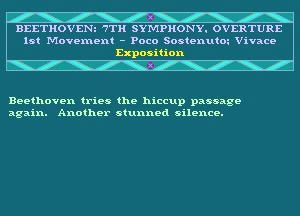 BEETHOVEN: 7TH SYMPHONY. OVERTURE
1st Movement - Poco Sostenuto; Vivace
Exposition
Beethoven tries the hiccup passage
again. Another stunned silence.